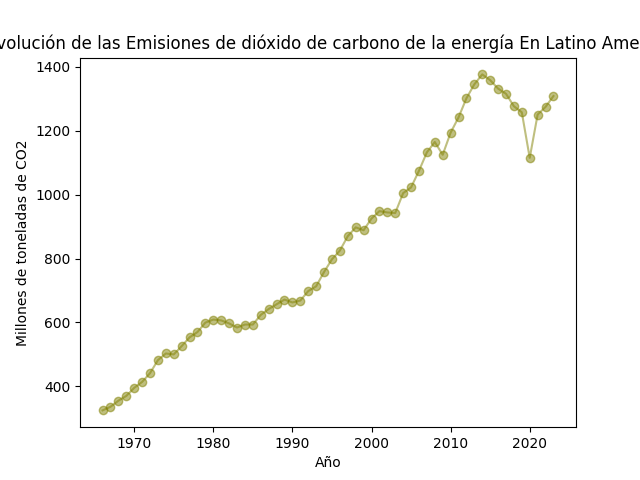 volución de las Emisiones de dióxido de carbono de la energía En Latino Ame
1400
1200
1000
800
600
400
Millones de toneladas de CO2
1970 1980 1990 2000 2010 2020
Año